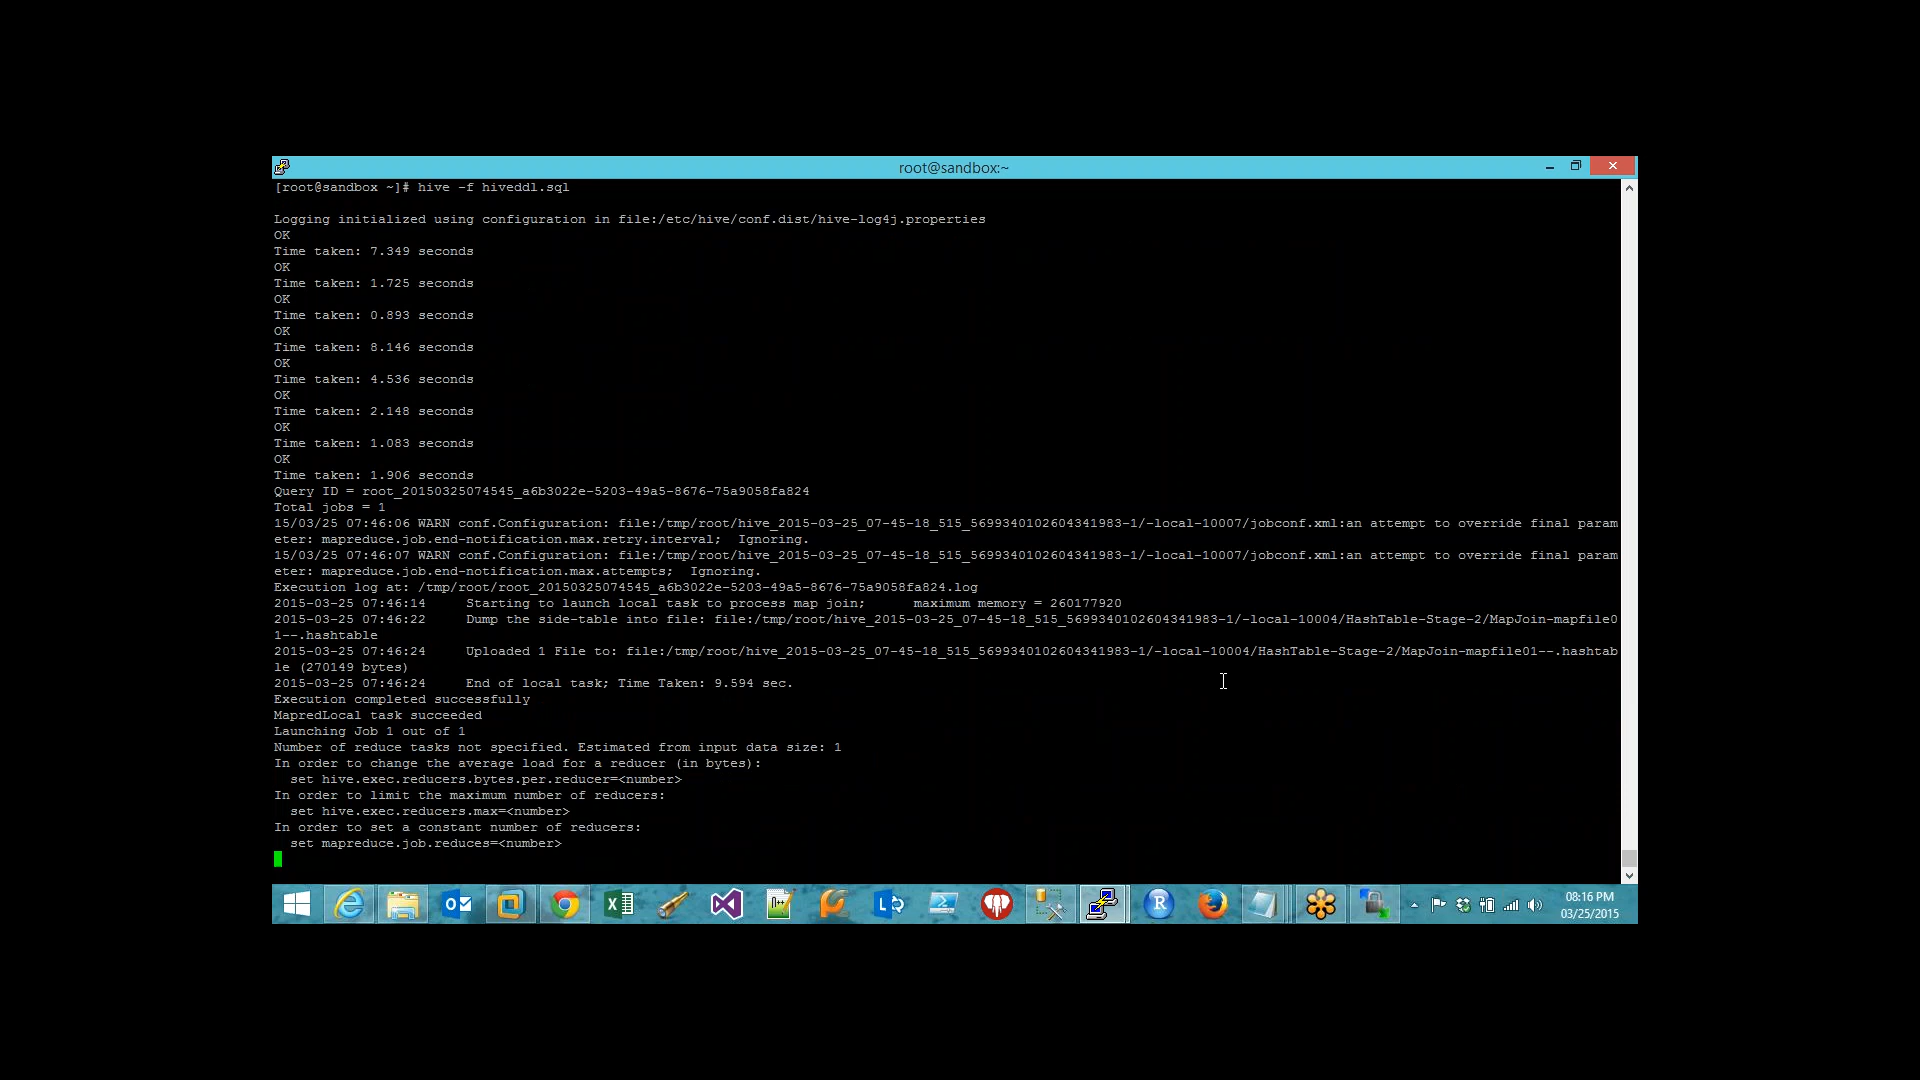 root@sandbox:~
[root@sandbox ~]# hive -f hiveddl.sql
Logging initialized using configuration in file:/etc/hive/conf.dist/hive-log4j.properties
OK
Time taken: 7.349 seconds
OK
Time taken: 1.725 seconds
OK
Time taken: 0.893 seconds
OK
Time taken: 8.146 seconds
OK
Time taken: 4.536 seconds
OK
Time taken: 2.148 seconds
OK
Time taken: 1.083 seconds
OK
Time taken: 1.906 seconds
Query ID = root_20150325074545_a6b3022e-5203-49a5-8676-75a9058fa824
Total jobs = 1
15/03/25 07:46:06 WARN conf.Configuration: file:/tmp/root/hive_2015-03-25_07-45-18_515_5699340102604341983-1/-local-10007/jobconf.xml:an attempt to override final param
eter: mapreduce.job.end-notification.max.retry.interval;  Ignoring.
15/03/25 07:46:07 WARN conf.Configuration: file:/tmp/root/hive_2015-03-25_07-45-18_515_5699340102604341983-1/-local-10007/jobconf.xml:an attempt to override final param
eter: mapreduce.job.end-notification.max.attempts;  Ignoring.
Execution log at: /tmp/root/root_20150325074545_a6b3022e-5203-49a5-8676-75a9058fa824.log
2015-03-25 07:46:14     Starting to launch local task to process map join;      maximum memory = 260177920
2015-03-25 07:46:22     Dump the side-table into file: file:/tmp/root/hive_2015-03-25_07-45-18_515_5699340102604341983-1/-local-10004/HashTable-Stage-2/MapJoin-mapfile0
1--.hashtable
2015-03-25 07:46:24     Uploaded 1 File to: file:/tmp/root/hive_2015-03-25_07-45-18_515_5699340102604341983-1/-local-10004/HashTable-Stage-2/MapJoin-mapfile01--.hashtab
le (270149 bytes)
2015-03-25 07:46:24     End of local task; Time Taken: 9.594 sec.
Execution completed successfully
MapredLocal task succeeded
Launching Job 1 out of 1
Number of reduce tasks not specified. Estimated from input data size: 1
In order to change the average load for a reducer (in bytes):
  set hive.exec.reducers.bytes.per.reducer=<number>
In order to limit the maximum number of reducers:
  set hive.exec.reducers.max=<number>
In order to set a constant number of reducers:
  set mapreduce.job.reduces=<number>
08:16 PM
03/25/2015